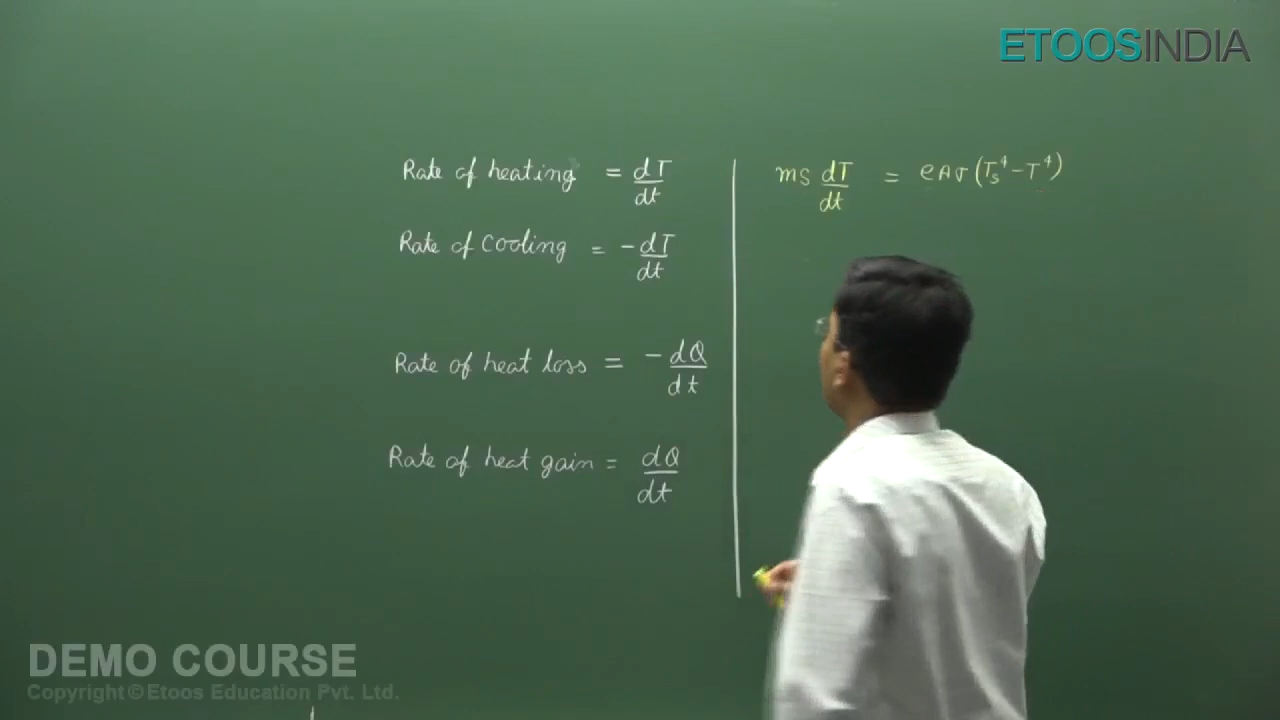 ETOOSINDIA
Rate of heating = dT/dt
Rate of cooling = -dT/dt
Rate of heat loss = -dQ/dt
Rate of heat gain = dQ/dt
ms dT/dt = eAσ(Ts⁴-T⁴)
DEMO COURSE
Copyright©Etoos Education Pvt. Ltd.